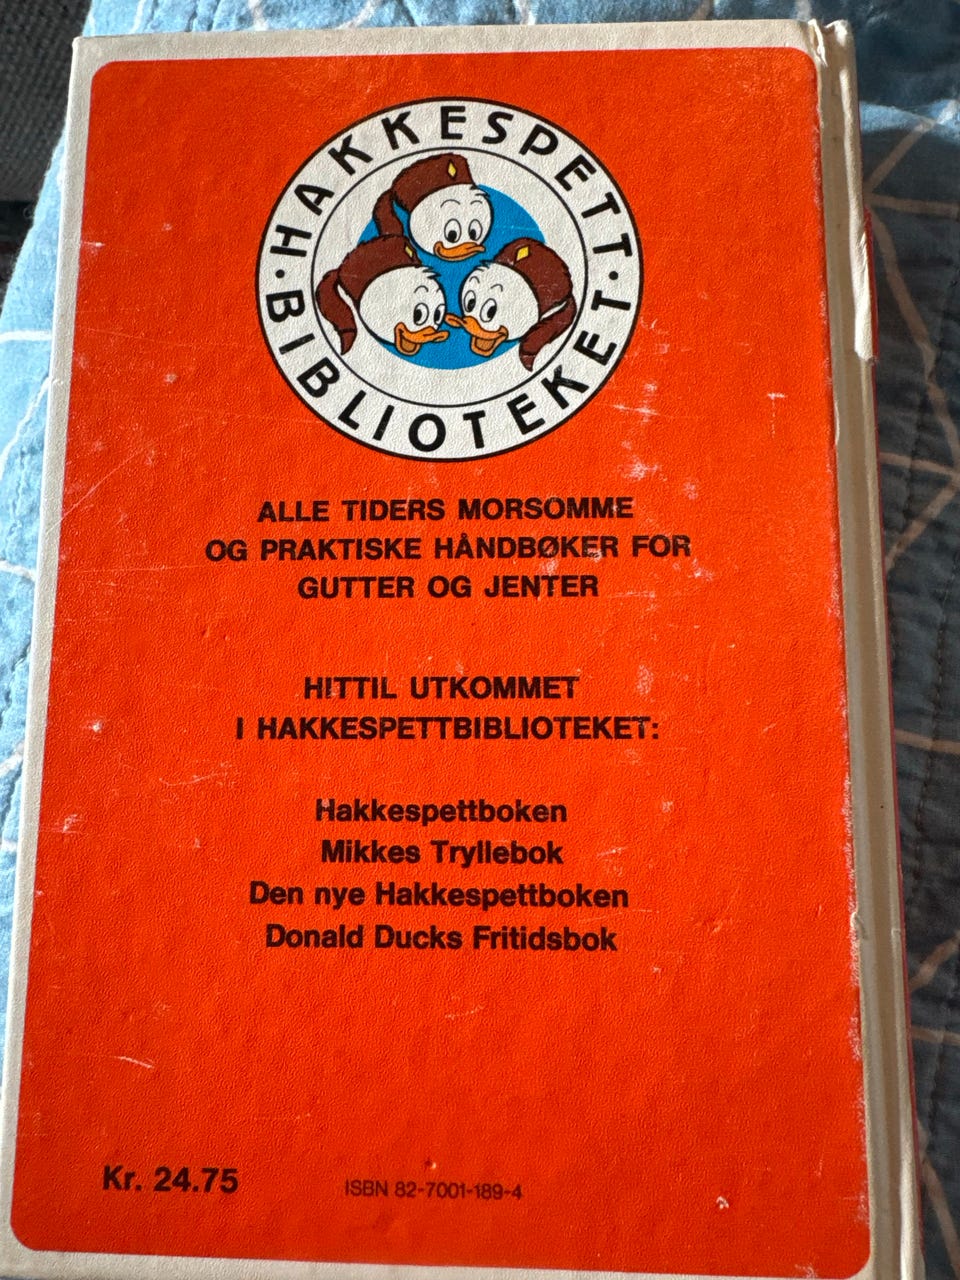 HAKKESPETT
BIBLIOTEKET
ALLE TIDERS MORSOMME
OG PRAKTISKE HÅNDBØKER FOR
GUTTER OG JENTER
HITTIL UTKOMMET
I HAKKESPETTBIBLIOTEKET:
Hakkespettboken
Mikkes Tryllebok
Den nye Hakkespettboken
Donald Ducks Fritidsbok
Kr. 24.75
ISBN 82-7001-189-4